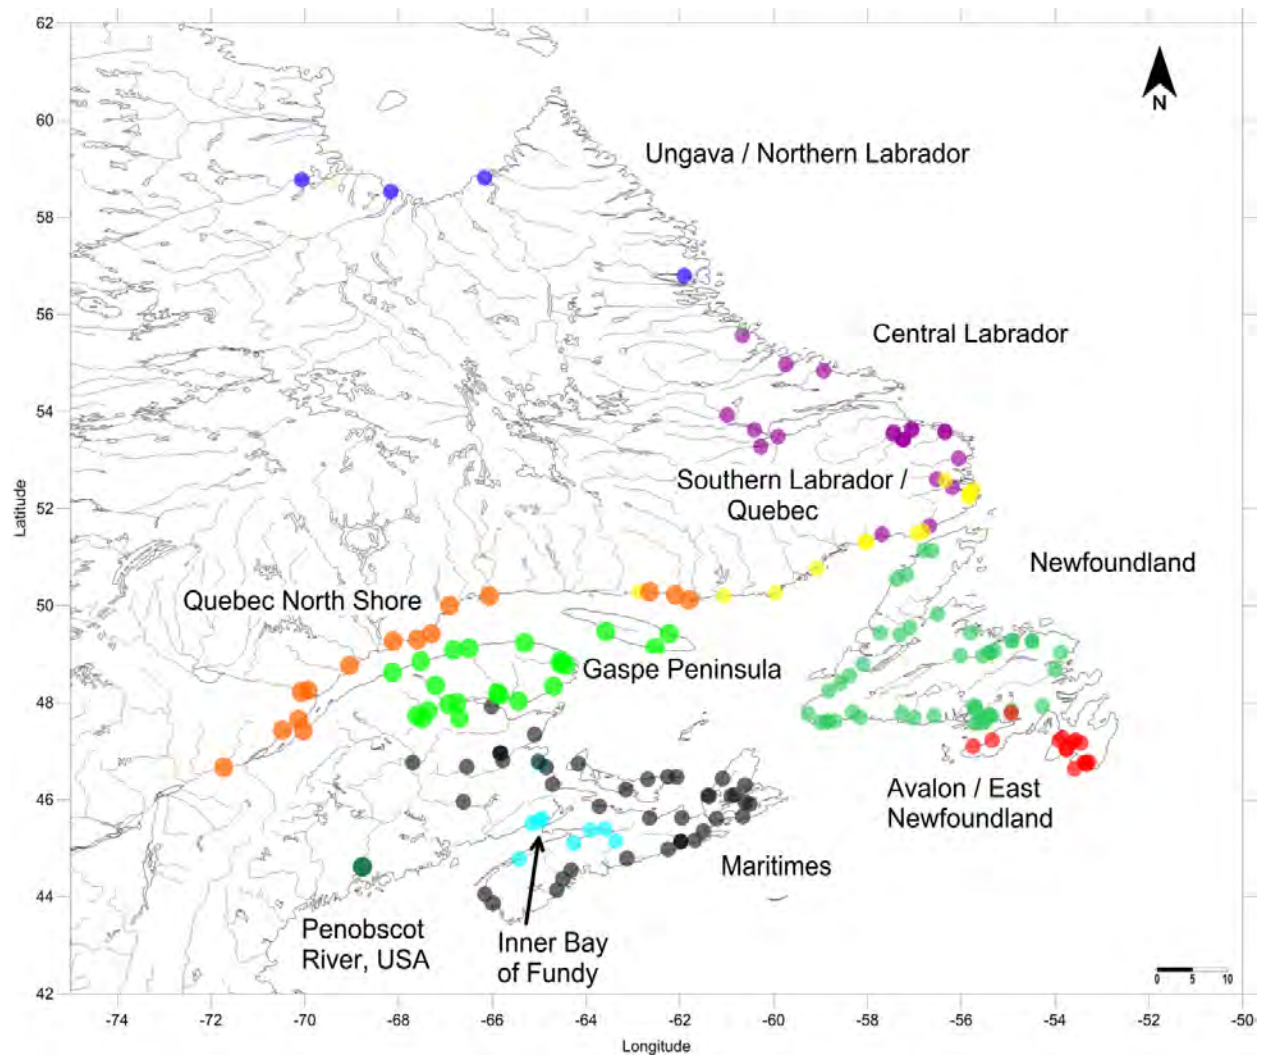 62
60
58
56
54
52
50
48
46
44
42
Latitude
N
Ungava / Northern Labrador
Central Labrador
Southern Labrador /
Quebec
Newfoundland
Quebec North Shore
Gaspe Peninsula
Avalon / East
Newfoundland
Maritimes
Penobscot
River, USA
Inner Bay
of Fundy
0 5 10
-74 -72 -70 -68 -66 -64 -62 -60 -58 -56 -54 -52 -50
Longitude